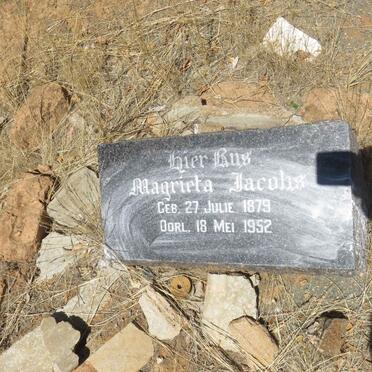 Hier Rus
Magrieta Jacobs
Geb. 27 Julie 1879
Oorl. 18 Mei 1952